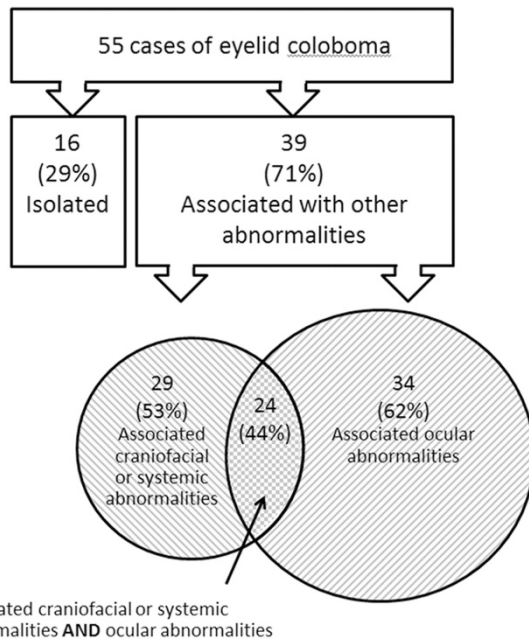 55 cases of eyelid coloboma
16
(29%)
Isolated
39
(71%)
Associated with other
abnormalities
29
(53%)
Associated
craniofacial
or systemic
abnormalities
24
(44%)
34
(62%)
Associated ocular
abnormalities
craniofacial or systemic
AND ocular abnormalities